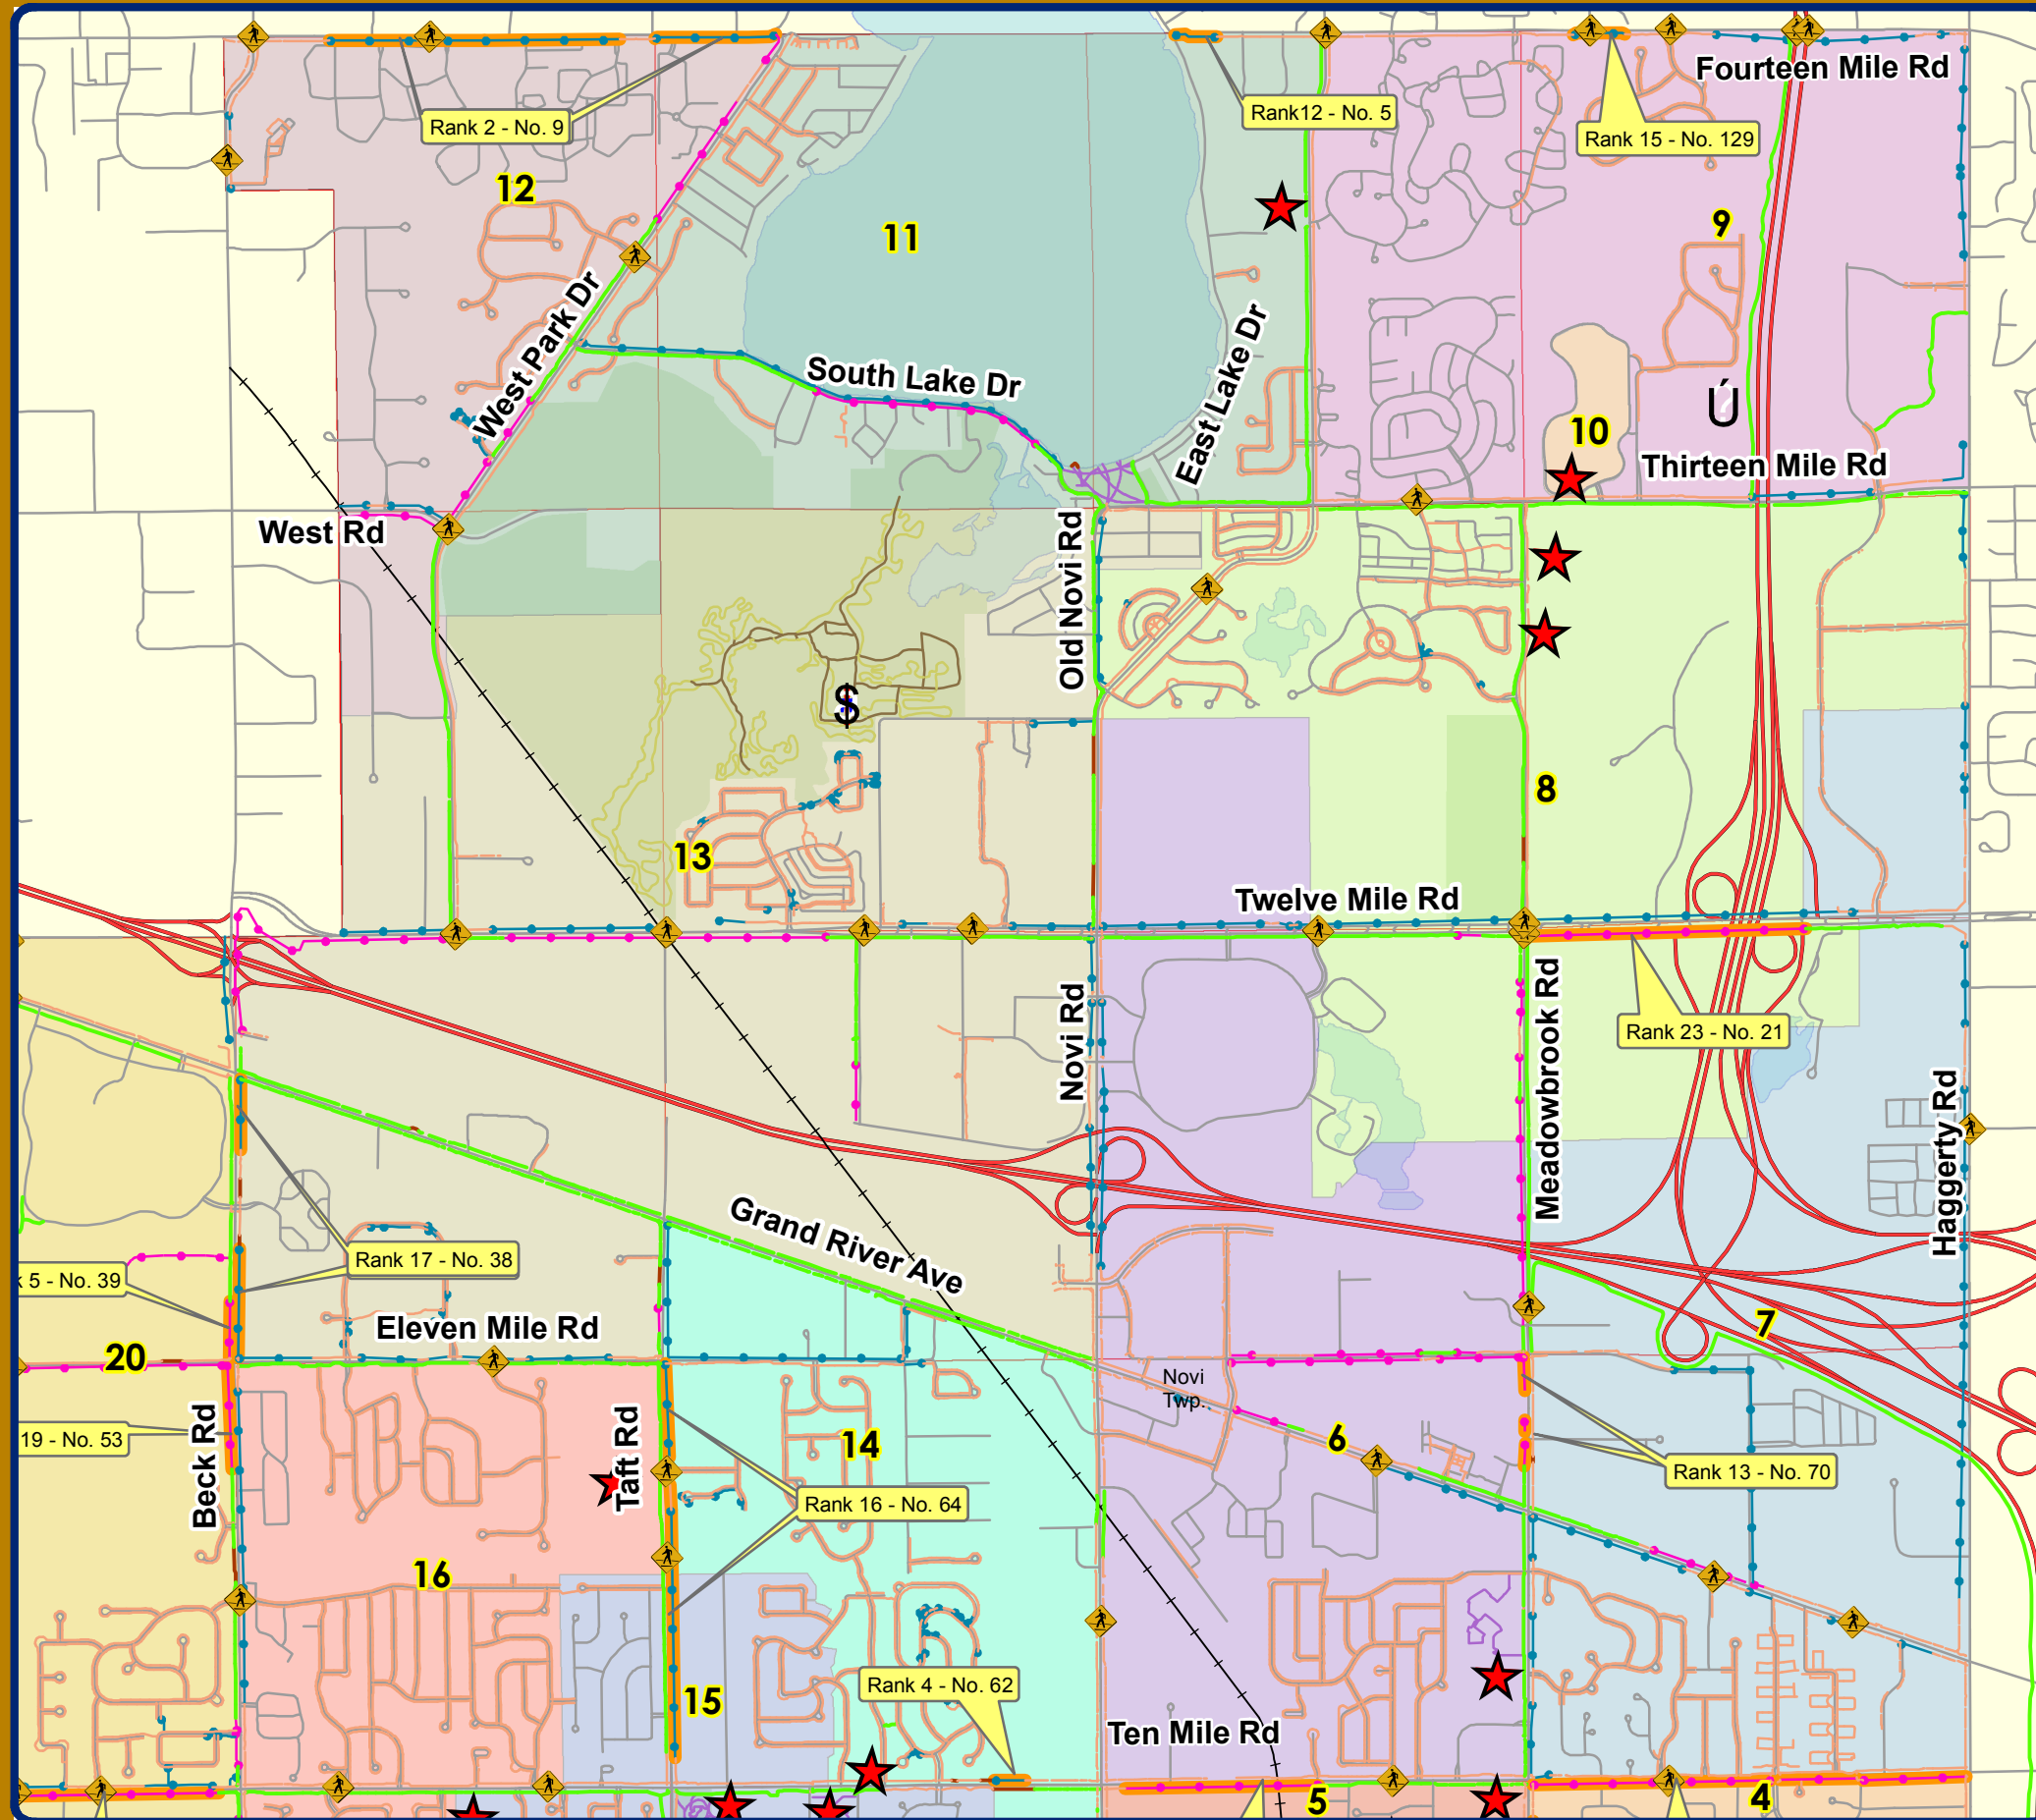 Fourteen Mile Rd
Rank 2 - No. 9
Rank12 - No. 5
Rank 15 - No. 129
12
11
9
West Park Dr
South Lake Dr
East Lake Dr
Ú
10
Thirteen Mile Rd
West Rd
Old Novi Rd
$
8
13
Twelve Mile Rd
Novi Rd
Meadowbrook Rd
Rank 23 - No. 21
Haggerty Rd
Grand River Ave
Rank 17 - No. 38
5 - No. 39
Eleven Mile Rd
20
7
Novi
Twp.
Beck Rd
19 - No. 53
Taft Rd
14
6
Rank 13 - No. 70
Rank 16 - No. 64
16
Rank 4 - No. 62
15
Ten Mile Rd
5
4